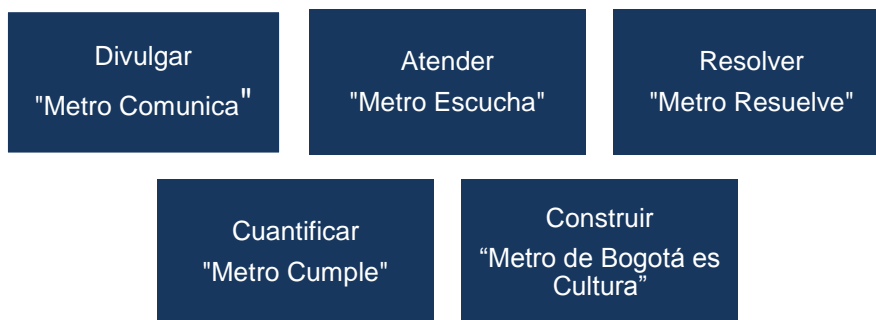 Divulgar
"Metro Comunica"
Atender
"Metro Escucha"
Resolver
"Metro Resuelve"
Cuantificar
"Metro Cumple"
Construir
“Metro de Bogotá es
Cultura”